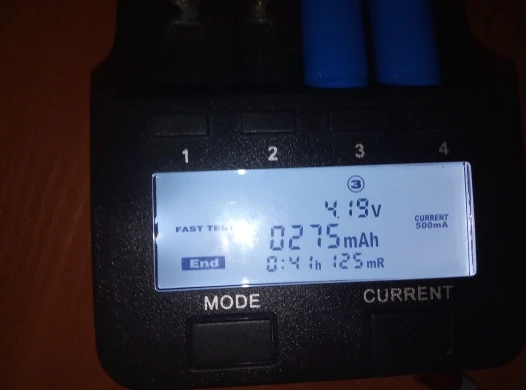 1 2 3 4
3
4.19v
FAST TEST
CURRENT
500mA
0275mAh
End
0:41h 125mR
MODE
CURRENT